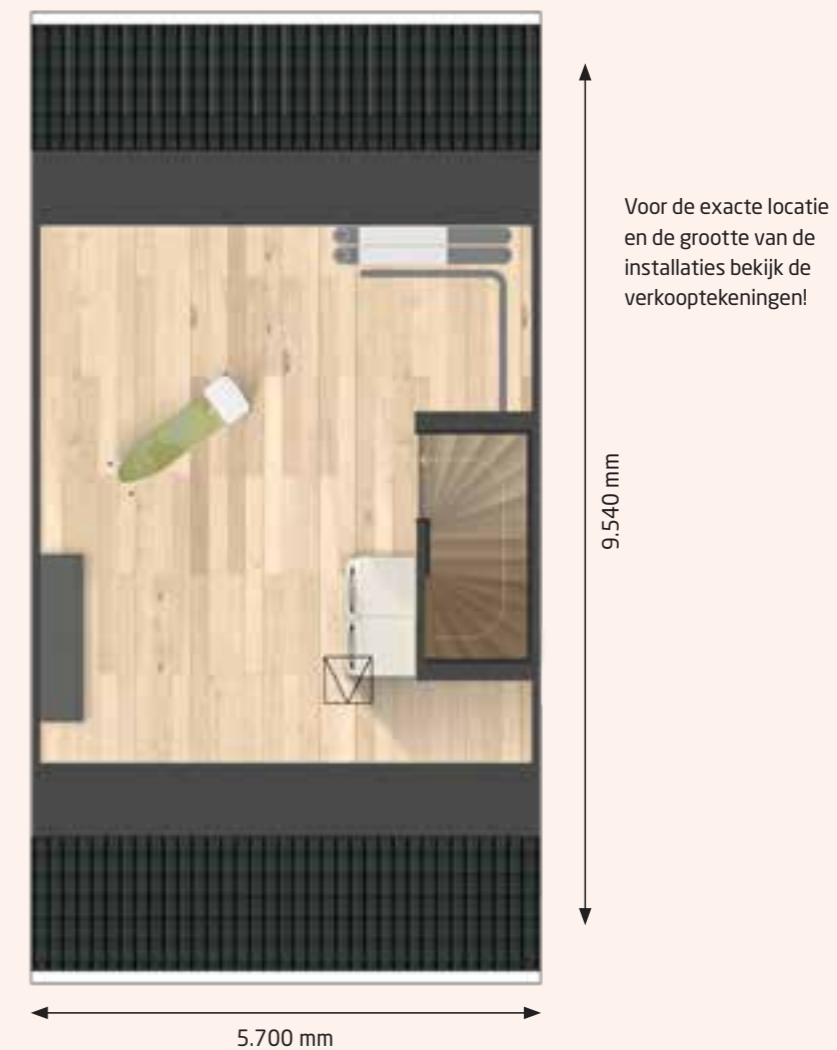 Voor de exacte locatie
en de grootte van de
installaties bekijk de
verkooptekeningen!
9.540 mm
5.700 mm